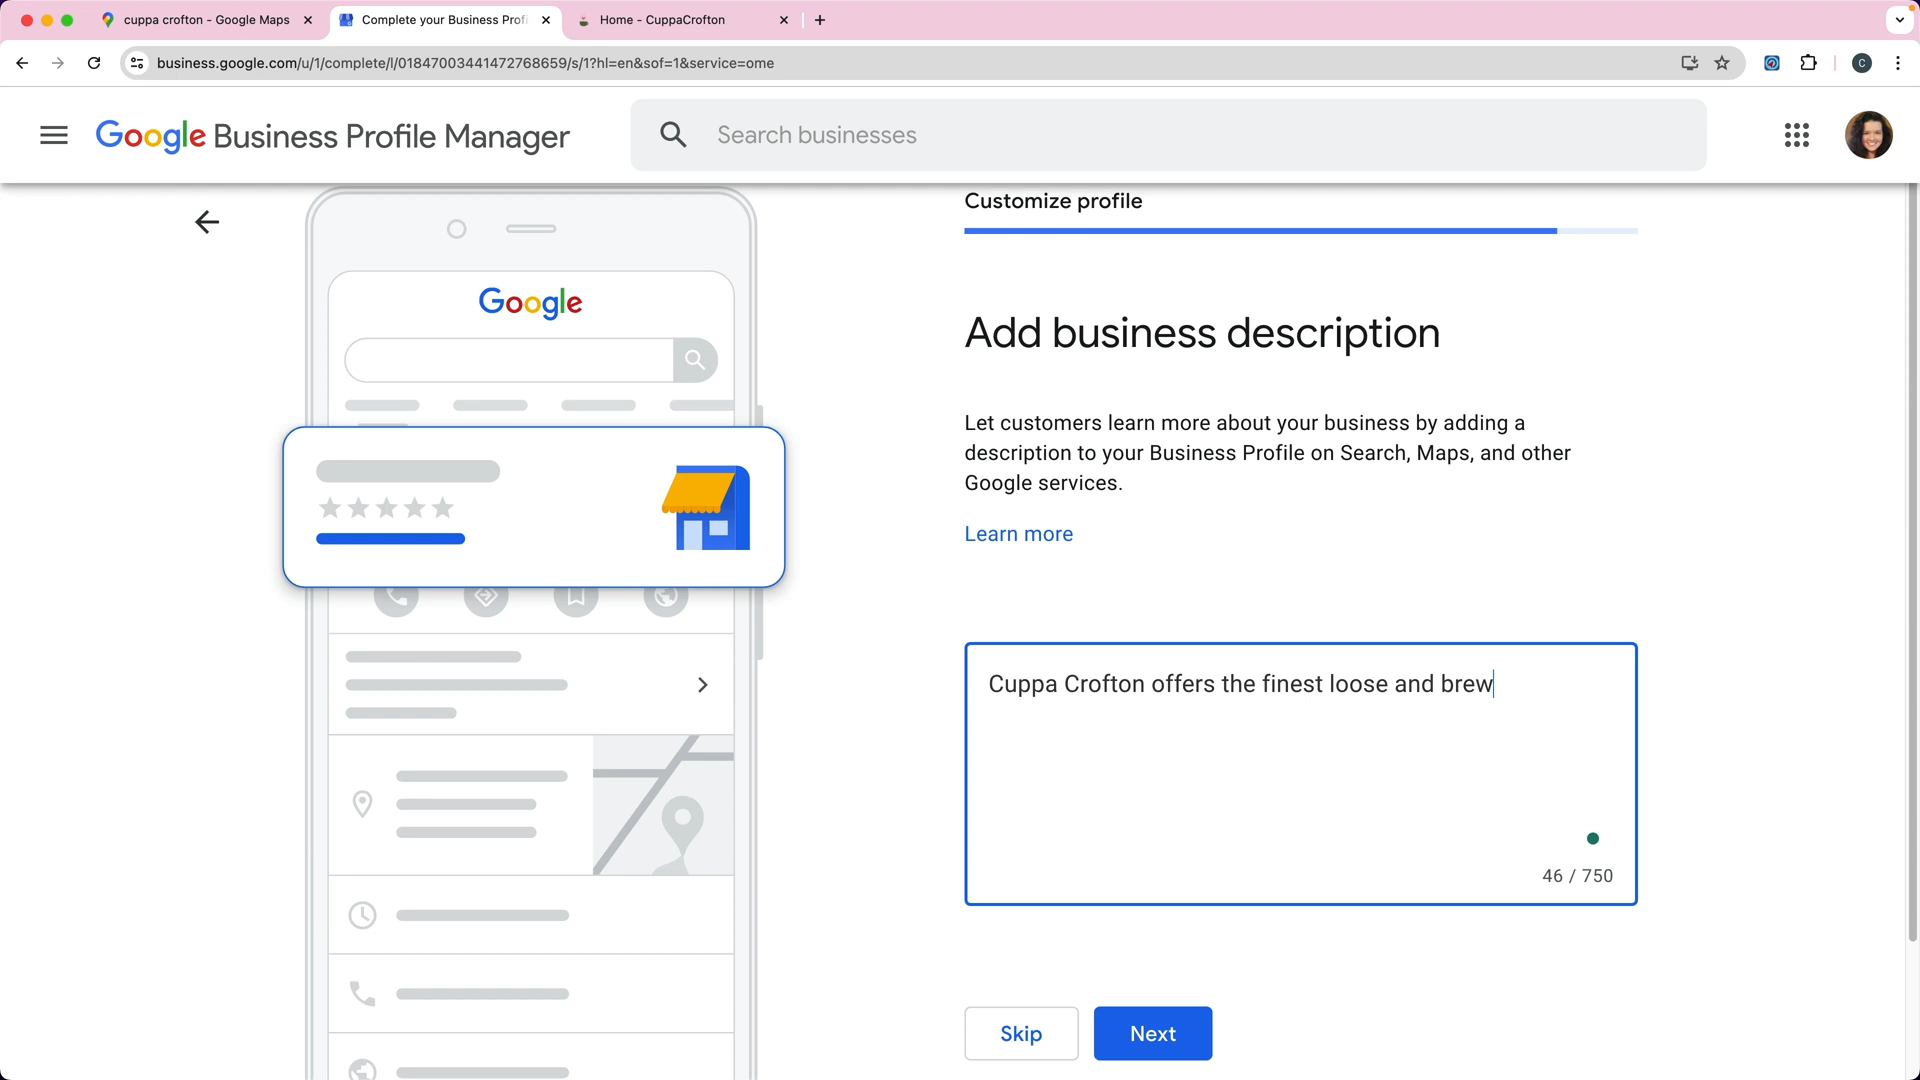 cuppa crofton - Google Maps
Complete your Business Profi
Home - CuppaCrofton
business.google.com/u/1/complete/l/01847003441472768659/s/1?hl=en&sof=1&service=ome
C
Google Business Profile Manager
Search businesses
Customize profile
Google
Add business description
Let customers learn more about your business by adding a
description to your Business Profile on Search, Maps, and other
Google services.
Learn more
Cuppa Crofton offers the finest loose and brew
46 / 750
Skip
Next